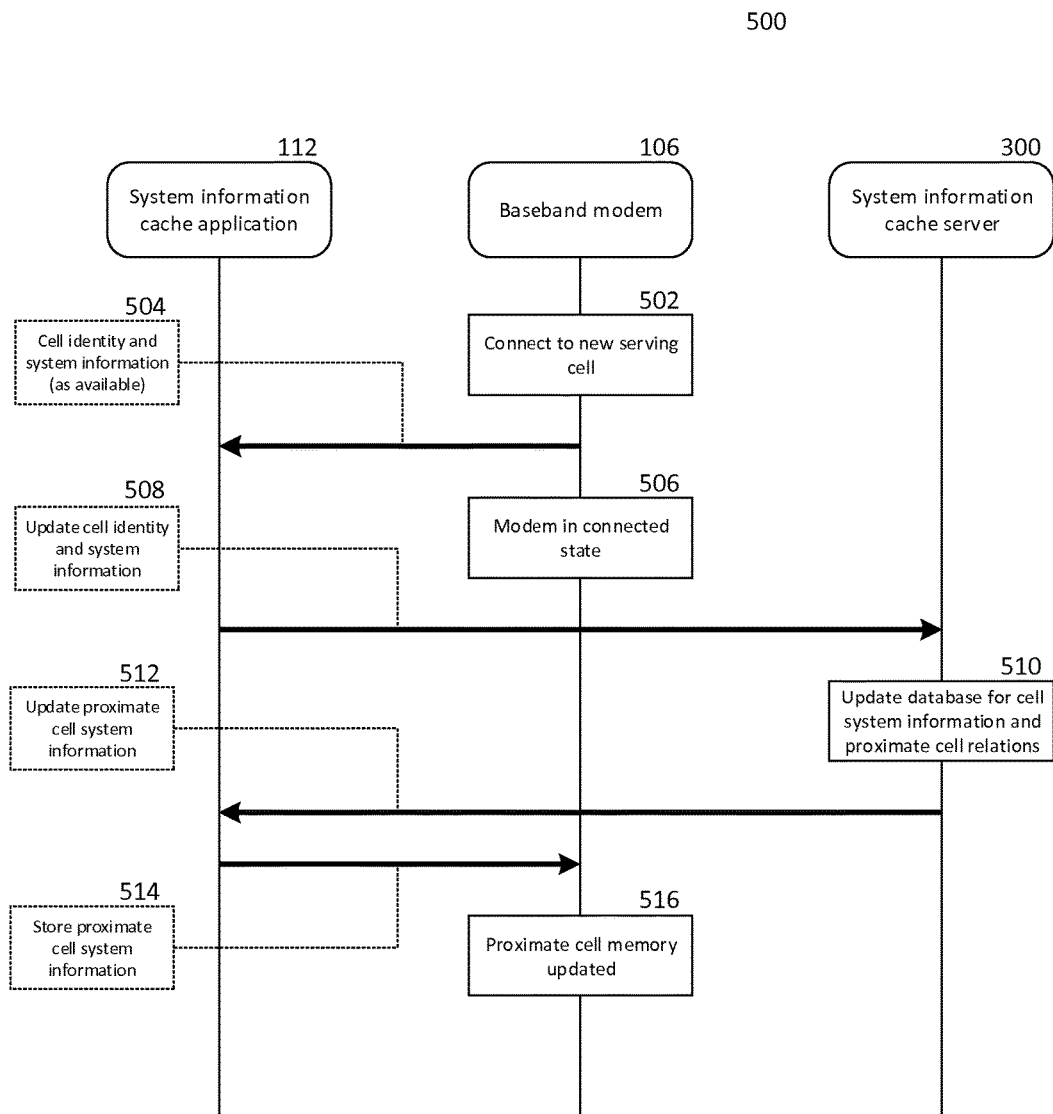 500
112
106
300
System information
cache application
Baseband modem
System information
cache server
504
502
Cell identity and
system information
(as available)
Connect to new serving
cell
508
506
Update cell identity
and system
information
Modem in connected
state
512
510
Update proximate
cell system
information
Update database for cell
system information and
proximate cell relations
514
516
Store proximate
cell system
information
Proximate cell memory
updated